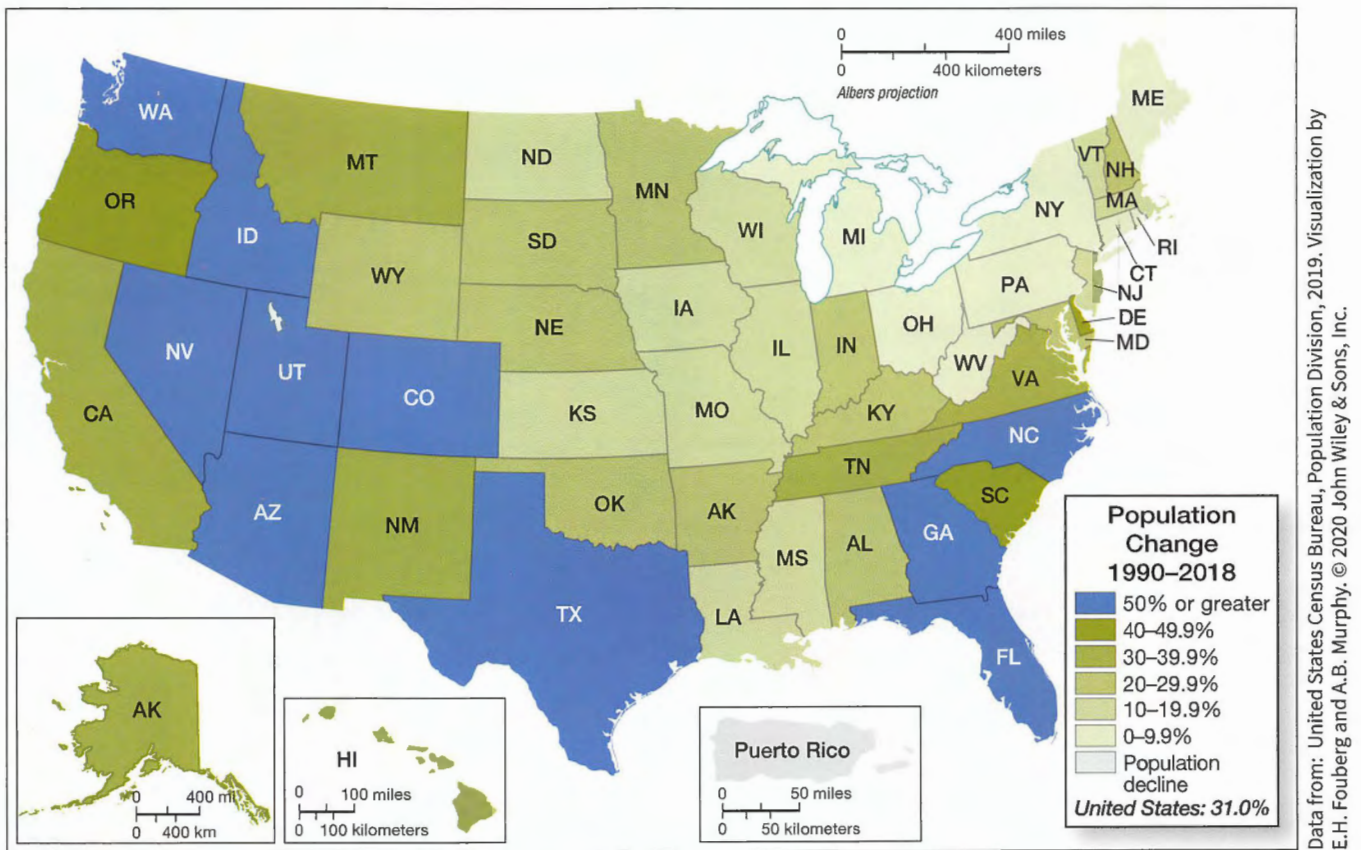 0 400 miles
0 400 kilometers
Albers projection
WA
ME
MT
ND
VT
NH
OR
MN
MA
ID
SD
WI
MI
NY
RI
WY
CT
IA
PA
NJ
NE
OH
DE
NV
IL
IN
MD
UT
WV
VA
CO
CA
KS
MO
KY
NC
TN
AZ
NM
OK
AK
SC
GA
MS
AL
TX
LA
FL
AK
0 400 mi
0 400 km
HI
0 100 miles
0 100 kilometers
Puerto Rico
0 50 miles
0 50 kilometers
Population
Change
1990–2018
50% or greater
40–49.9%
30–39.9%
20–29.9%
10–19.9%
0–9.9%
Population
decline
United States: 31.0%
Data from: United States Census Bureau, Population Division, 2019. Visualization by
E.H. Fouberg and A.B. Murphy. © 2020 John Wiley & Sons, Inc.